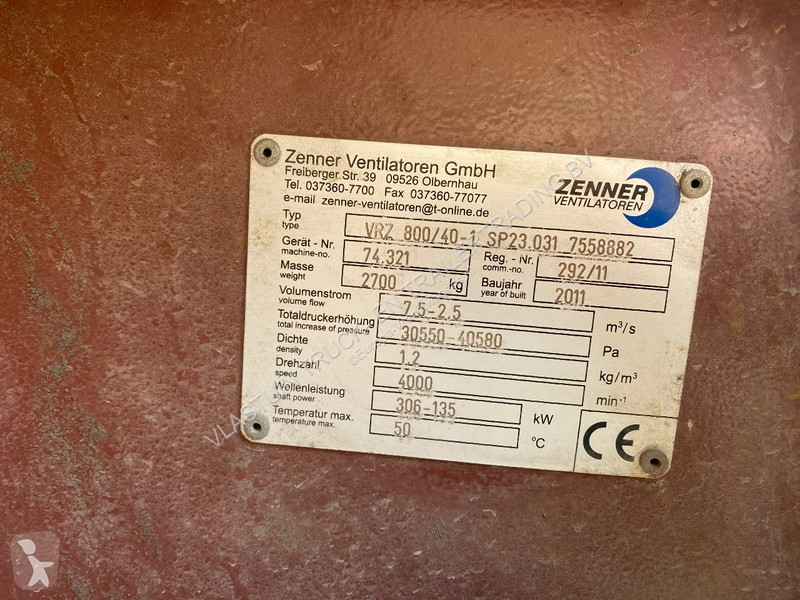 Zenner Ventilatoren GmbH
Freiberger Str. 39 09526 Olbernhau
Tel. 037360-7700 Fax 037360-77077
e-mail zenner-ventilatoren@t-online.de
ZENNER
VENTILATOREN
Typ
type
VRZ 800/40-1 SP23.031 7558882
Gerät - Nr.
machine-no.
74.321
Reg. - Nr.
comm.-no.
292/11
Masse
weight
2700 kg
Baujahr
year of built
2011
Volumenstrom
volume flow
7.5-2.5 m³/s
Totaldruckerhöhung
total increase of pressure
30550-40580 Pa
Dichte
density
1.2 kg/m³
Drehzahl
speed
4000 min⁻¹
Wellenleistung
shaft power
306-135 kW
Temperatur max.
temperature max.
50 °C
CE